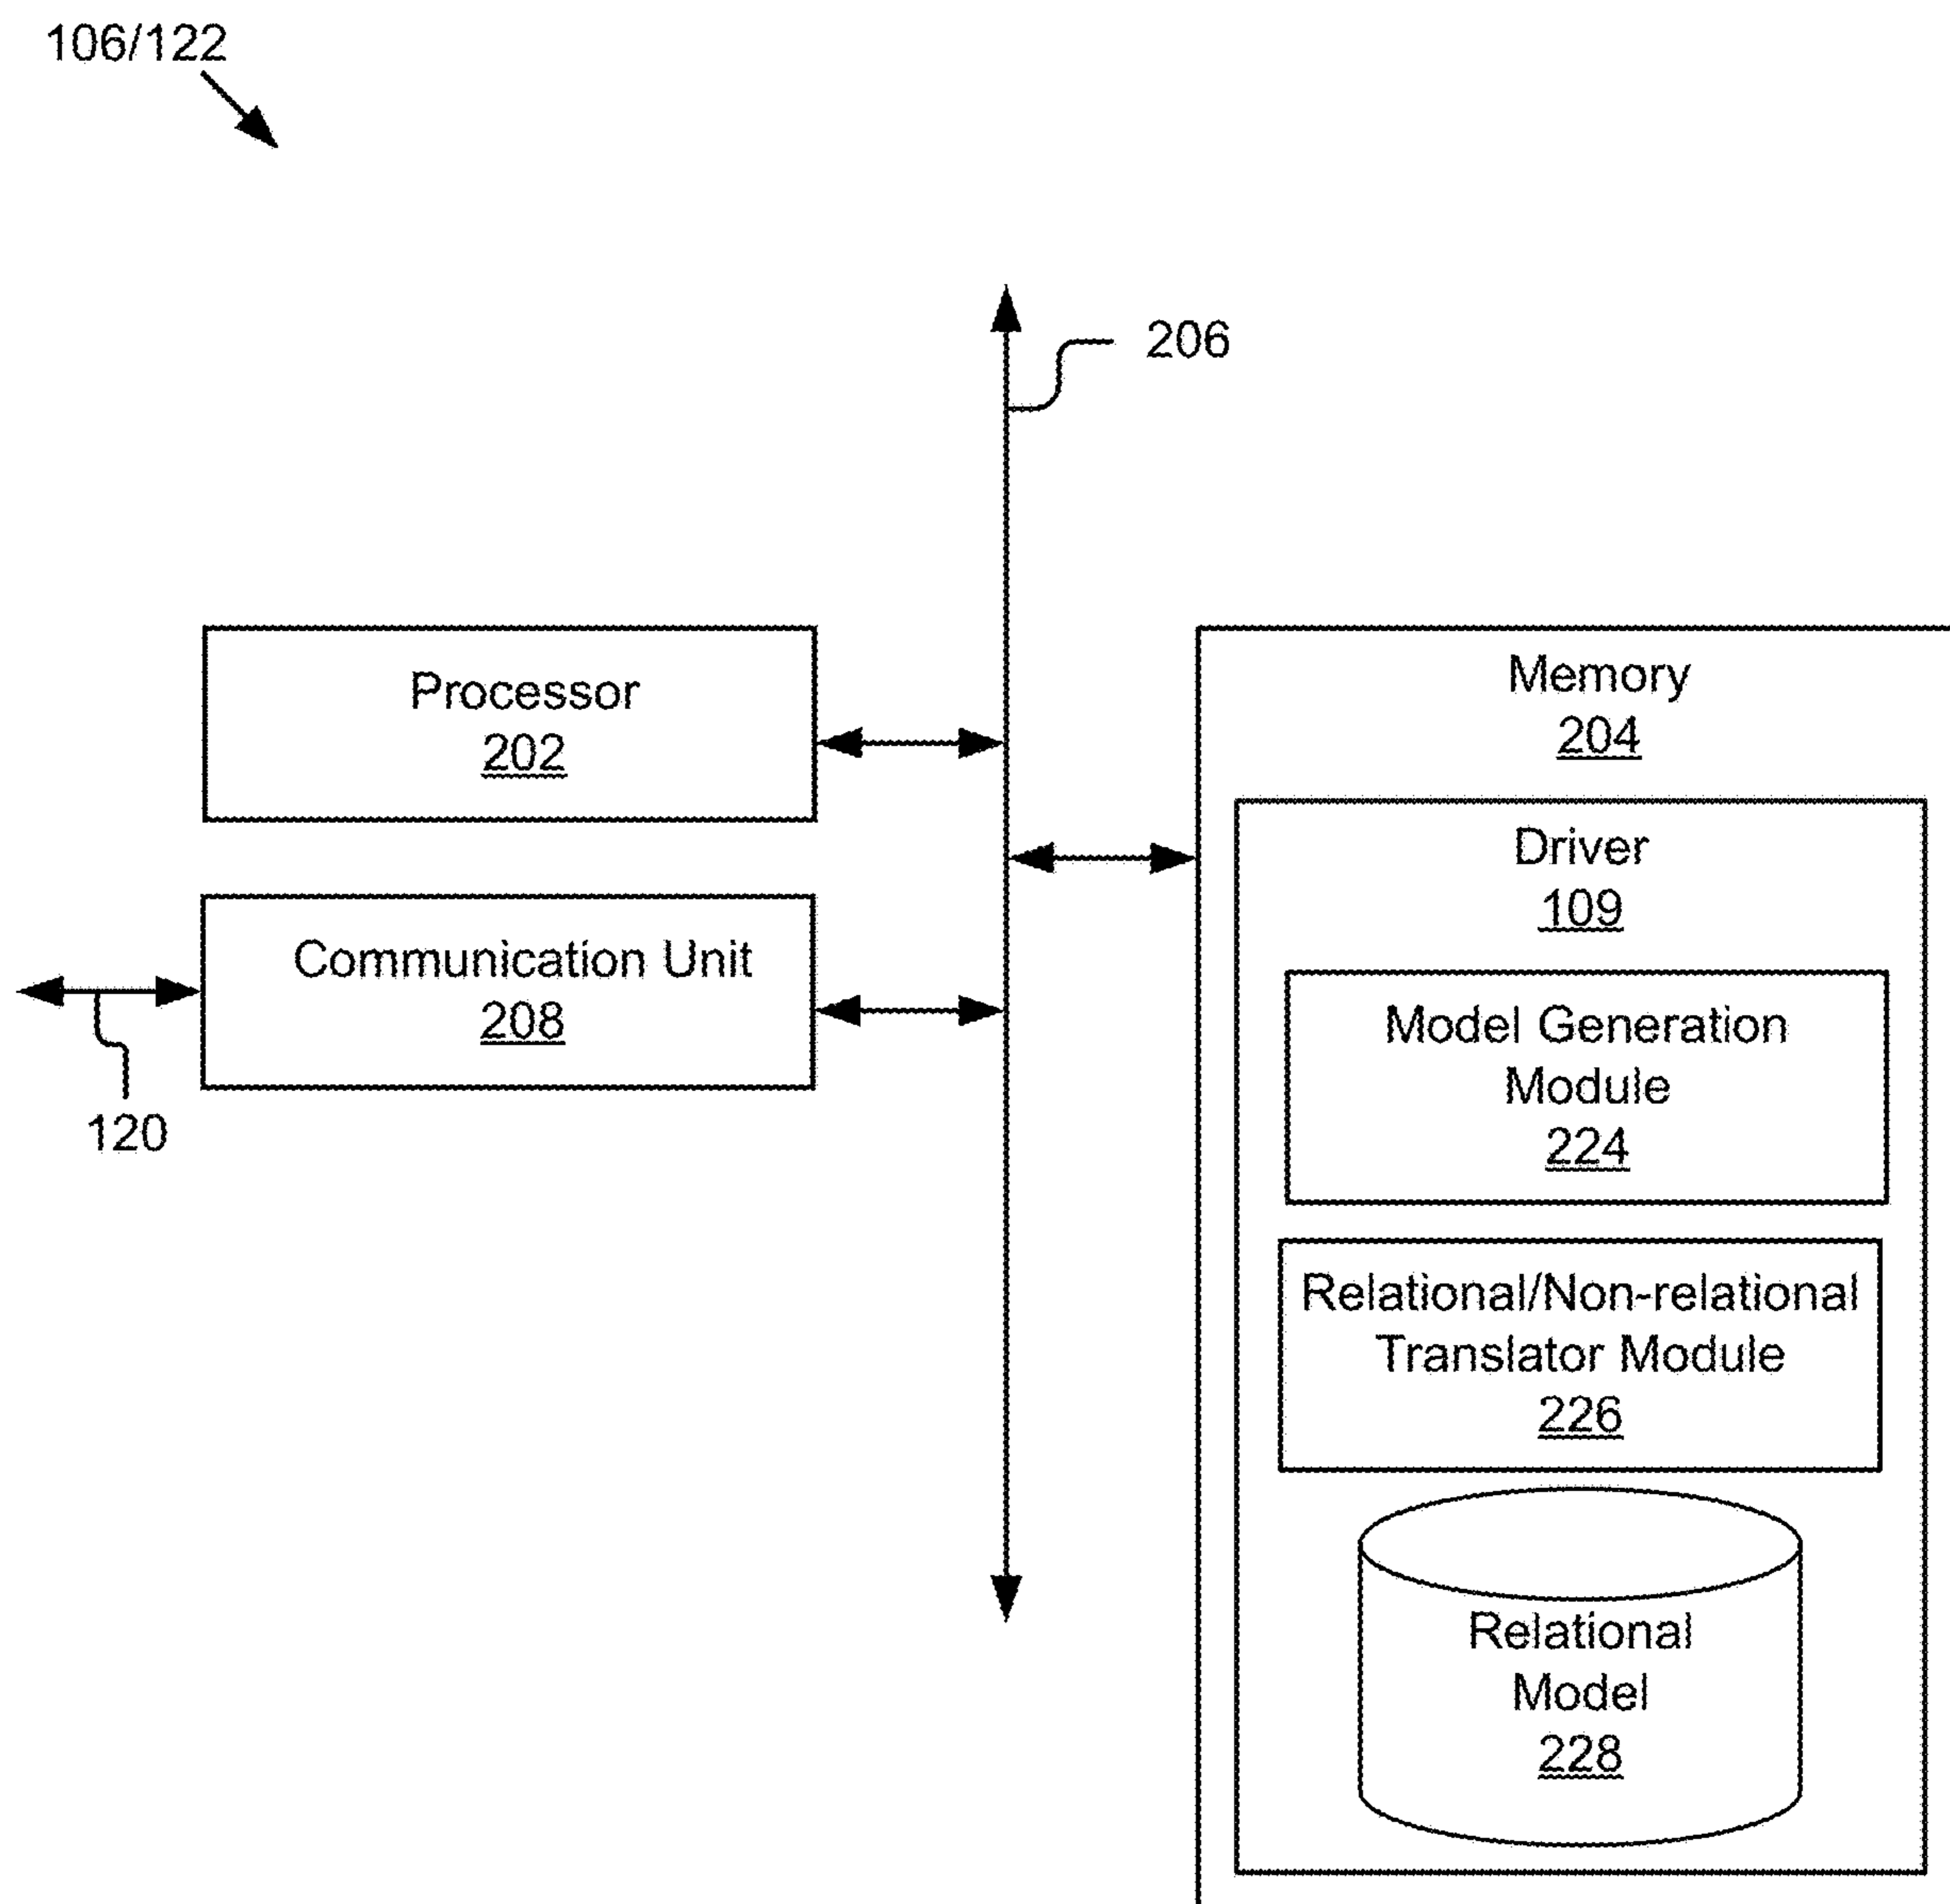 106/122
206
Processor
202
Communication Unit
208
120
Memory
204
Driver
109
Model Generation
Module
224
Relational/Non-relational
Translator Module
226
Relational
Model
228